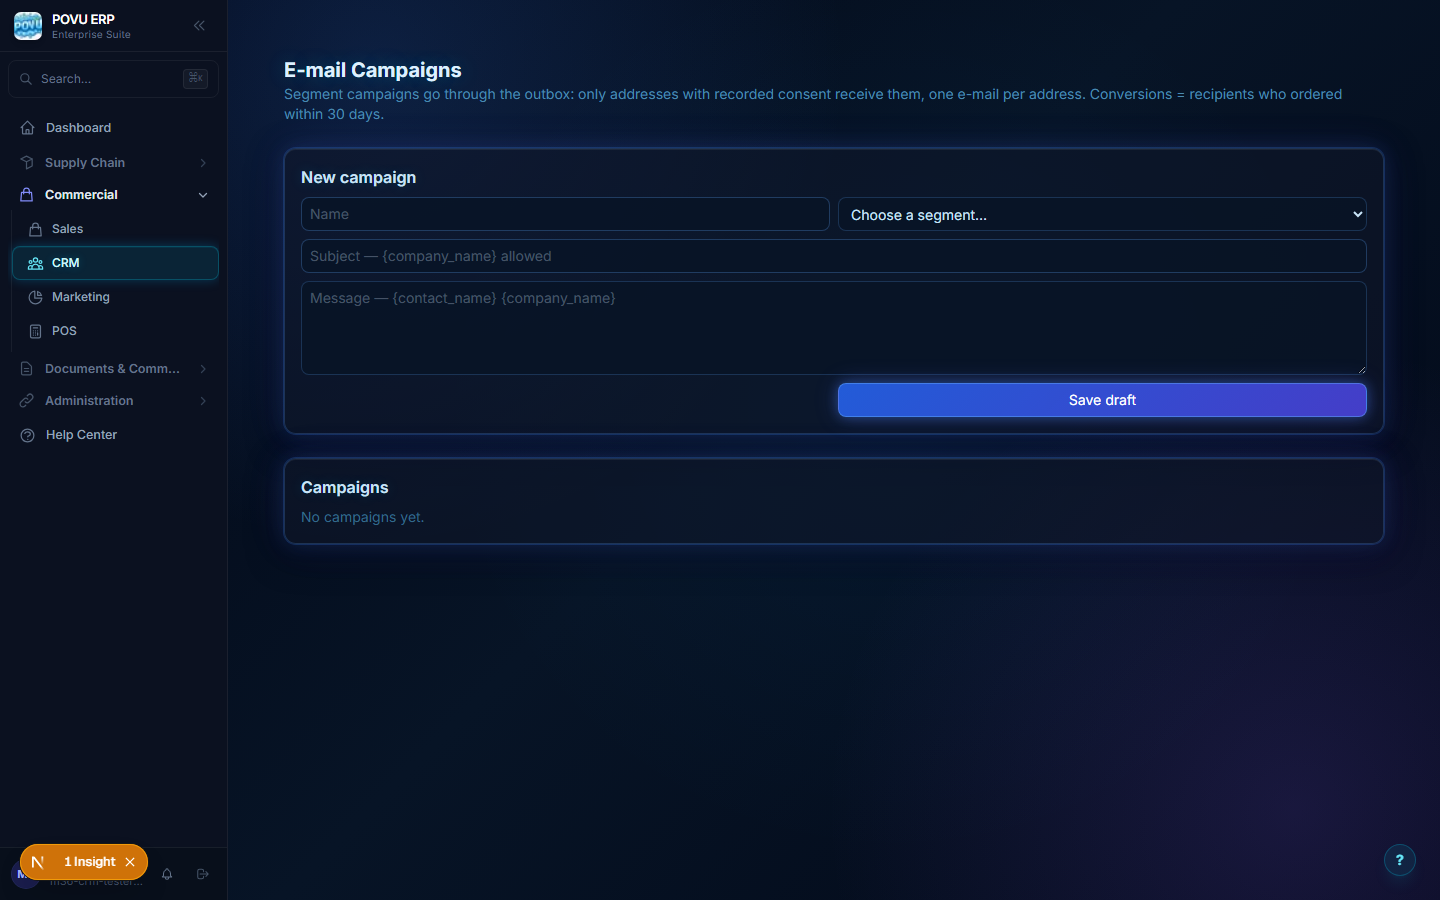 POVU
POVU ERP
Enterprise Suite
Search...
⌘K
Dashboard
Supply Chain
Commercial
Sales
CRM
Marketing
POS
Documents & Comm...
Administration
Help Center
1 Insight
E-mail Campaigns
Segment campaigns go through the outbox: only addresses with recorded consent receive them, one e-mail per address. Conversions = recipients who ordered
within 30 days.
New campaign
Name
Choose a segment...
Subject — {company_name} allowed
Message — {contact_name} {company_name}
Save draft
Campaigns
No campaigns yet.
?